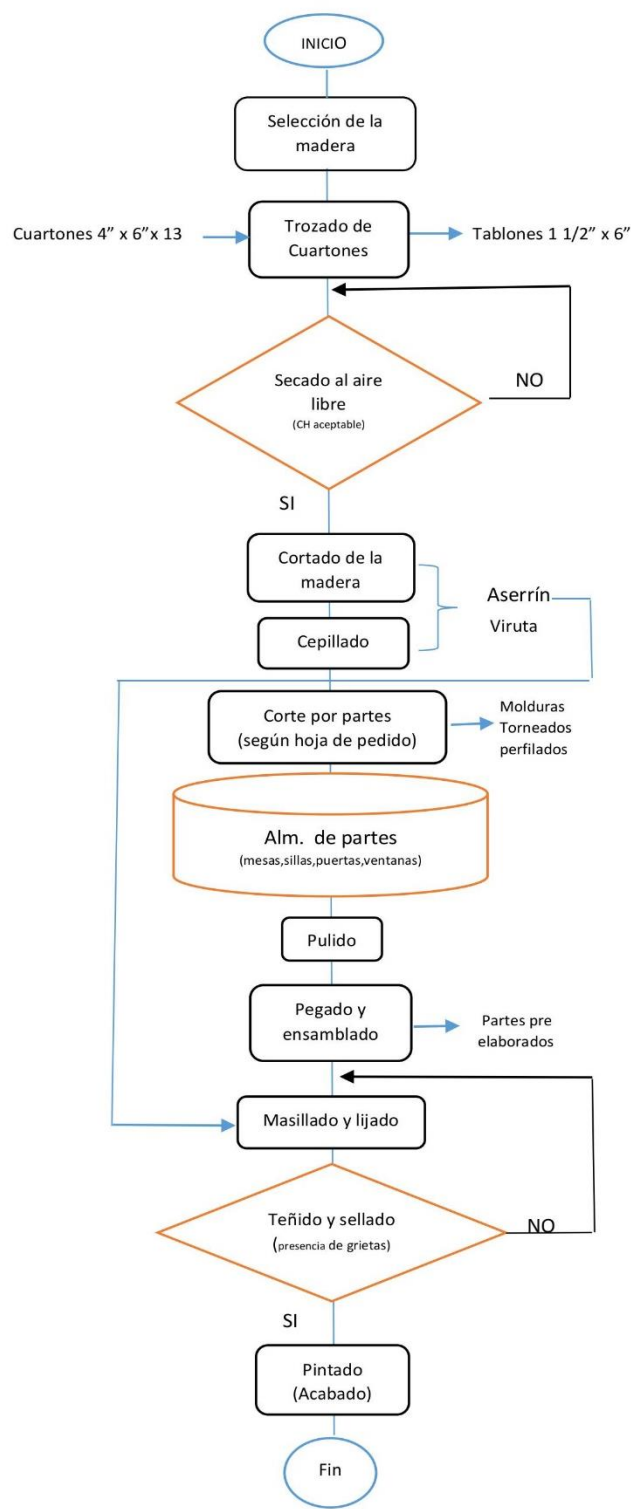 INICIO
Selección de la
madera
Cuartones 4” x 6”x 13
Trozado de
Cuartones
Tablones 1 1/2” x 6”
Secado al aire
libre
(CH aceptable)
NO
SI
Cortado de la
madera
Aserrín
Viruta
Cepillado
Corte por partes
(según hoja de pedido)
Molduras
Torneados
perfilados
Alm. de partes
(mesas,sillas,puertas,ventanas)
Pulido
Pegado y
ensamblado
Partes pre
elaborados
Masillado y lijado
Teñido y sellado
(presencia de grietas)
NO
SI
Pintado
(Acabado)
Fin